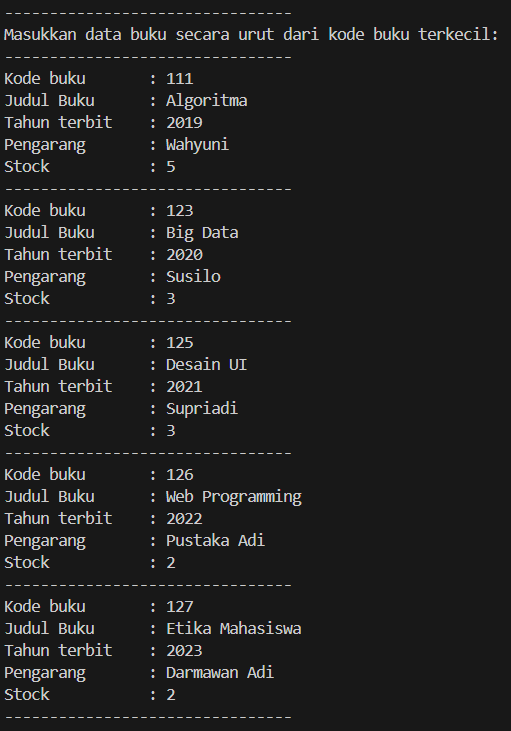 --------------------------------
Masukkan data buku secara urut dari kode buku terkecil:
--------------------------------
Kode buku       : 111
Judul Buku      : Algoritma
Tahun terbit    : 2019
Pengarang       : Wahyuni
Stock           : 5
--------------------------------
Kode buku       : 123
Judul Buku      : Big Data
Tahun terbit    : 2020
Pengarang       : Susilo
Stock           : 3
--------------------------------
Kode buku       : 125
Judul Buku      : Desain UI
Tahun terbit    : 2021
Pengarang       : Supriadi
Stock           : 3
--------------------------------
Kode buku       : 126
Judul Buku      : Web Programming
Tahun terbit    : 2022
Pengarang       : Pustaka Adi
Stock           : 2
--------------------------------
Kode buku       : 127
Judul Buku      : Etika Mahasiswa
Tahun terbit    : 2023
Pengarang       : Darmawan Adi
Stock           : 2
--------------------------------